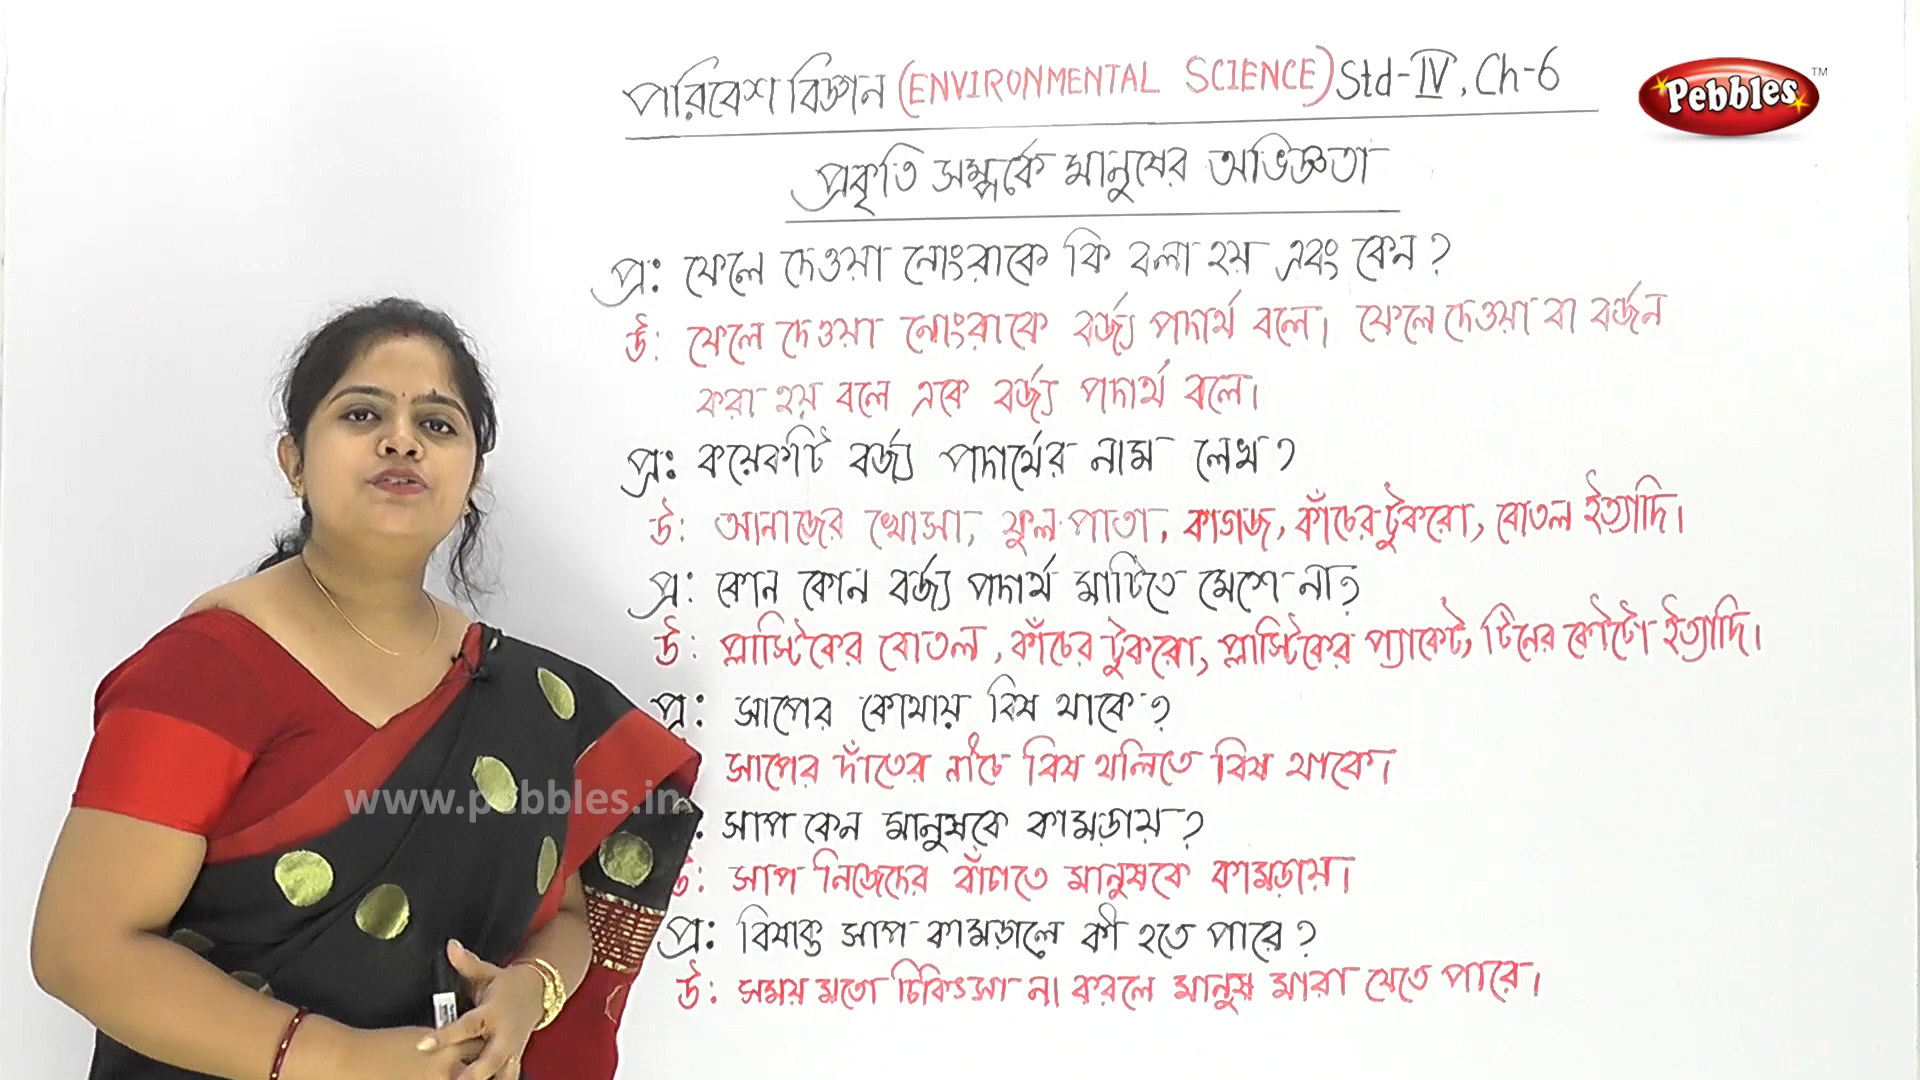 পরিবেশ বিজ্ঞান (ENVIRONMENTAL SCIENCE) Std-IV, Ch-6
Pebbles TM
প্রকৃতি সম্পর্কে মানুষের অভিজ্ঞতা
প্র: ফেলে দেওয়া নোংরাকে কি বলা হয় এবং কেন?
উ: ফেলে দেওয়া নোংরাকে বর্জ্য পদার্থ বলে। ফেলে দেওয়া বা বর্জন
করা হয় বলে একে বর্জ্য পদার্থ বলে।
প্র: কয়েকটি বর্জ্য পদার্থের নাম লেখ?
উ: আনাজের খোসা, ফুল পাতা, কাগজ, কাঁচের টুকরো, বোতল ইত্যাদি।
প্র: কোন কোন বর্জ্য পদার্থ মাটিতে মেশে না?
উ: প্লাস্টিকের বোতল, কাঁচের টুকরো, প্লাস্টিকের প্যাকেট, টিনের কৌটো ইত্যাদি।
প্র: সাপের কোথায় বিষ থাকে?
সাপের দাঁতের নীচে বিষ থলিতে বিষ থাকে।
www.pebbles.in
সাপ কেন মানুষকে কামড়ায়?
উ: সাপ নিজেদের বাঁচাতে মানুষকে কামড়ায়।
প্র: বিষাক্ত সাপ কামড়ালে কী হতে পারে?
উ: সময় মতো চিকিৎসা না করলে মানুষ মারা যেতে পারে।